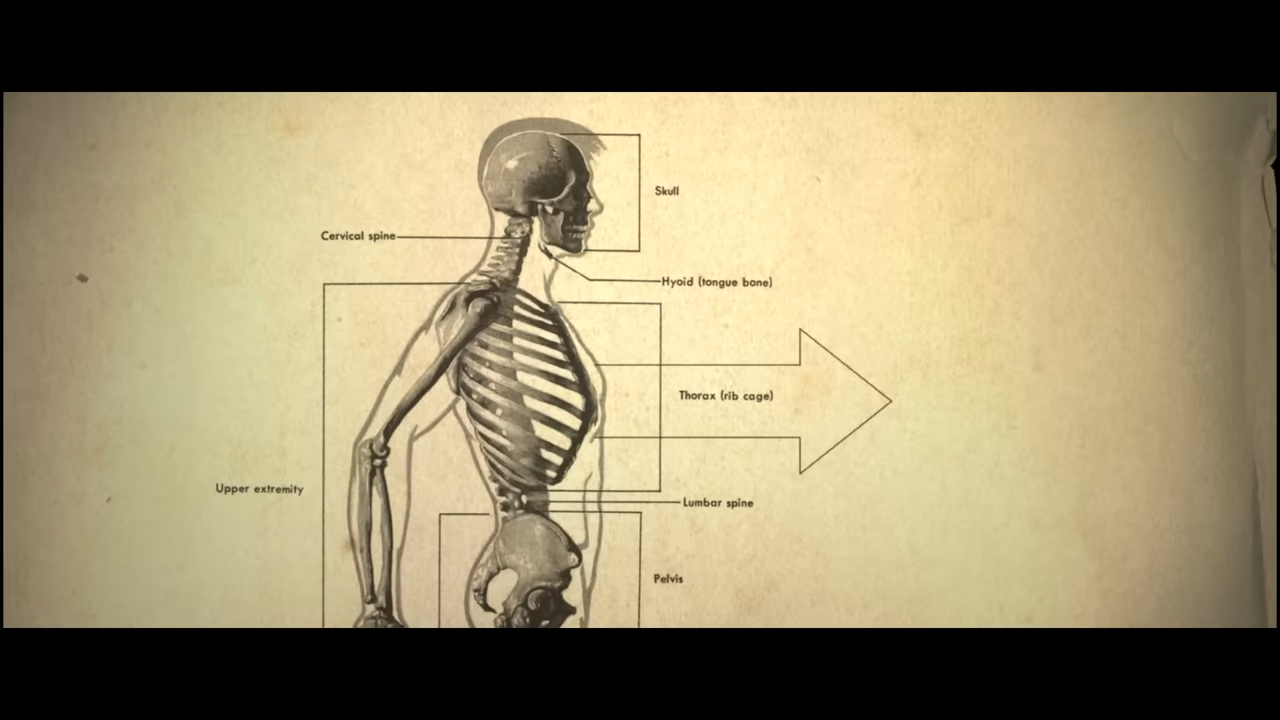 Skull
Cervical spine
Hyoid (tongue bone)
Thorax (rib cage)
Upper extremity
Lumbar spine
Pelvis